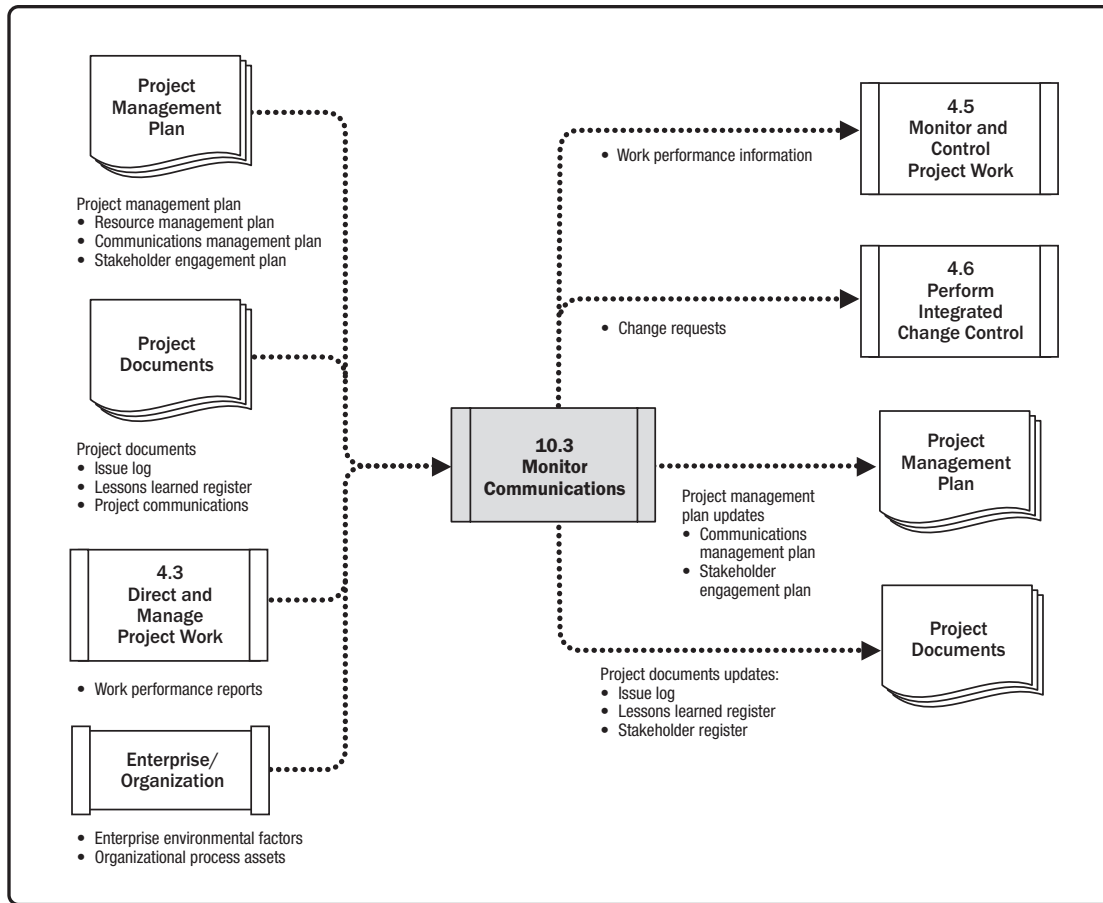 Project
Management
Plan
Project management plan
• Resource management plan
• Communications management plan
• Stakeholder engagement plan
Project
Documents
Project documents
• Issue log
• Lessons learned register
• Project communications
4.3
Direct and
Manage
Project Work
• Work performance reports
Enterprise/
Organization
• Enterprise environmental factors
• Organizational process assets
10.3
Monitor
Communications
• Work performance information
4.5
Monitor and
Control
Project Work
• Change requests
4.6
Perform
Integrated
Change Control
Project management
plan updates
• Communications
management plan
• Stakeholder
engagement plan
Project
Management
Plan
Project documents updates:
• Issue log
• Lessons learned register
• Stakeholder register
Project
Documents